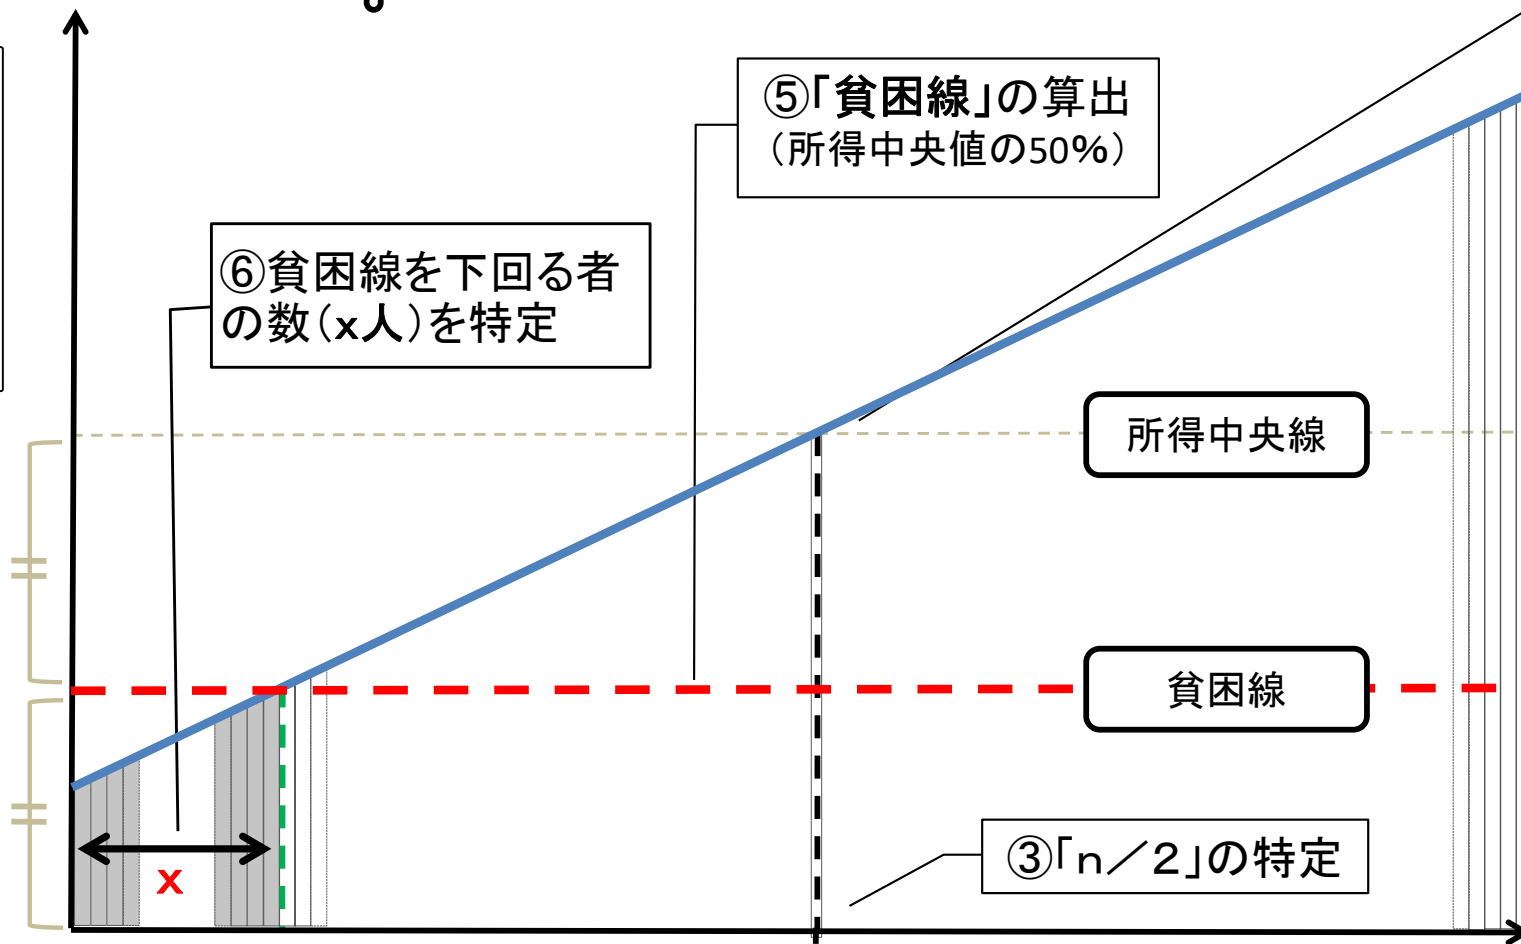 ⑤「貧困線」の算出
（所得中央値の50%）
⑥貧困線を下回る者
の数（x人）を特定
所得中央線
貧困線
③「n／2」の特定
x